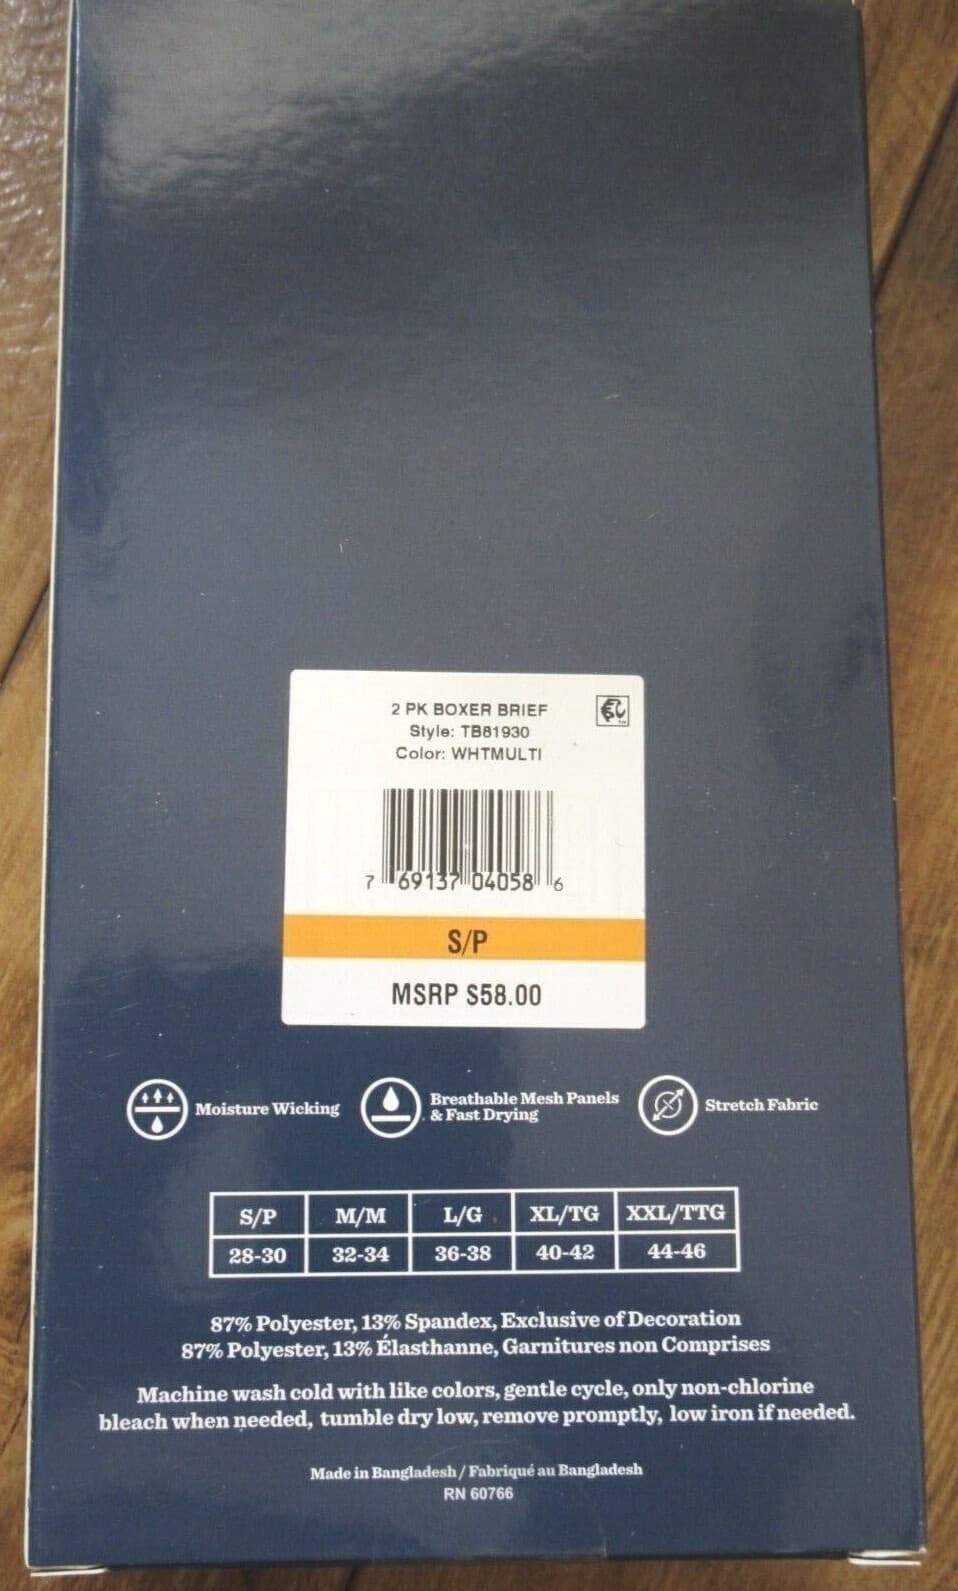 2 PK BOXER BRIEF
Style: TB81930
Color: WHTMULTI
7 69137 04058 6
S/P
MSRP $58.00
Moisture Wicking
Breathable Mesh Panels
& Fast Drying
Stretch Fabric
S/P M/M L/G XL/TG XXL/TTG
28-30 32-34 36-38 40-42 44-46
87% Polyester, 13% Spandex, Exclusive of Decoration
87% Polyester, 13% Élasthanne, Garnitures non Comprises
Machine wash cold with like colors, gentle cycle, only non-chlorine
bleach when needed, tumble dry low, remove promptly, low iron if needed.
Made in Bangladesh / Fabriqué au Bangladesh
RN 60766